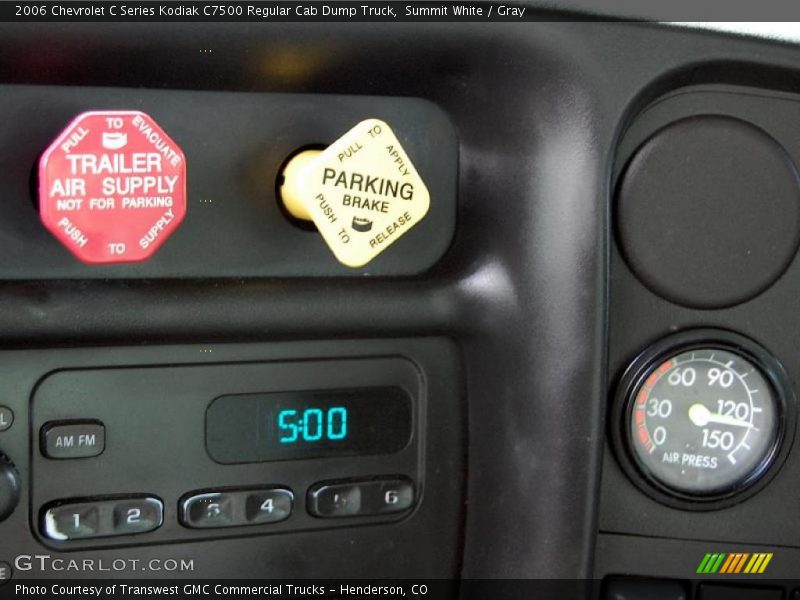 2006 Chevrolet C Series Kodiak C7500 Regular Cab Dump Truck, Summit White / Gray
PULL TO EVACUATE
TRAILER
AIR SUPPLY
NOT FOR PARKING
PUSH TO SUPPLY
PULL TO APPLY
PARKING
BRAKE
PUSH TO RELEASE
60 90
30 120
0 150
AIR PRESS
L
AM FM
5:00
1 2 3 4 5 6
E
GTCARLOT.COM
Photo Courtesy of Transwest GMC Commercial Trucks - Henderson, CO